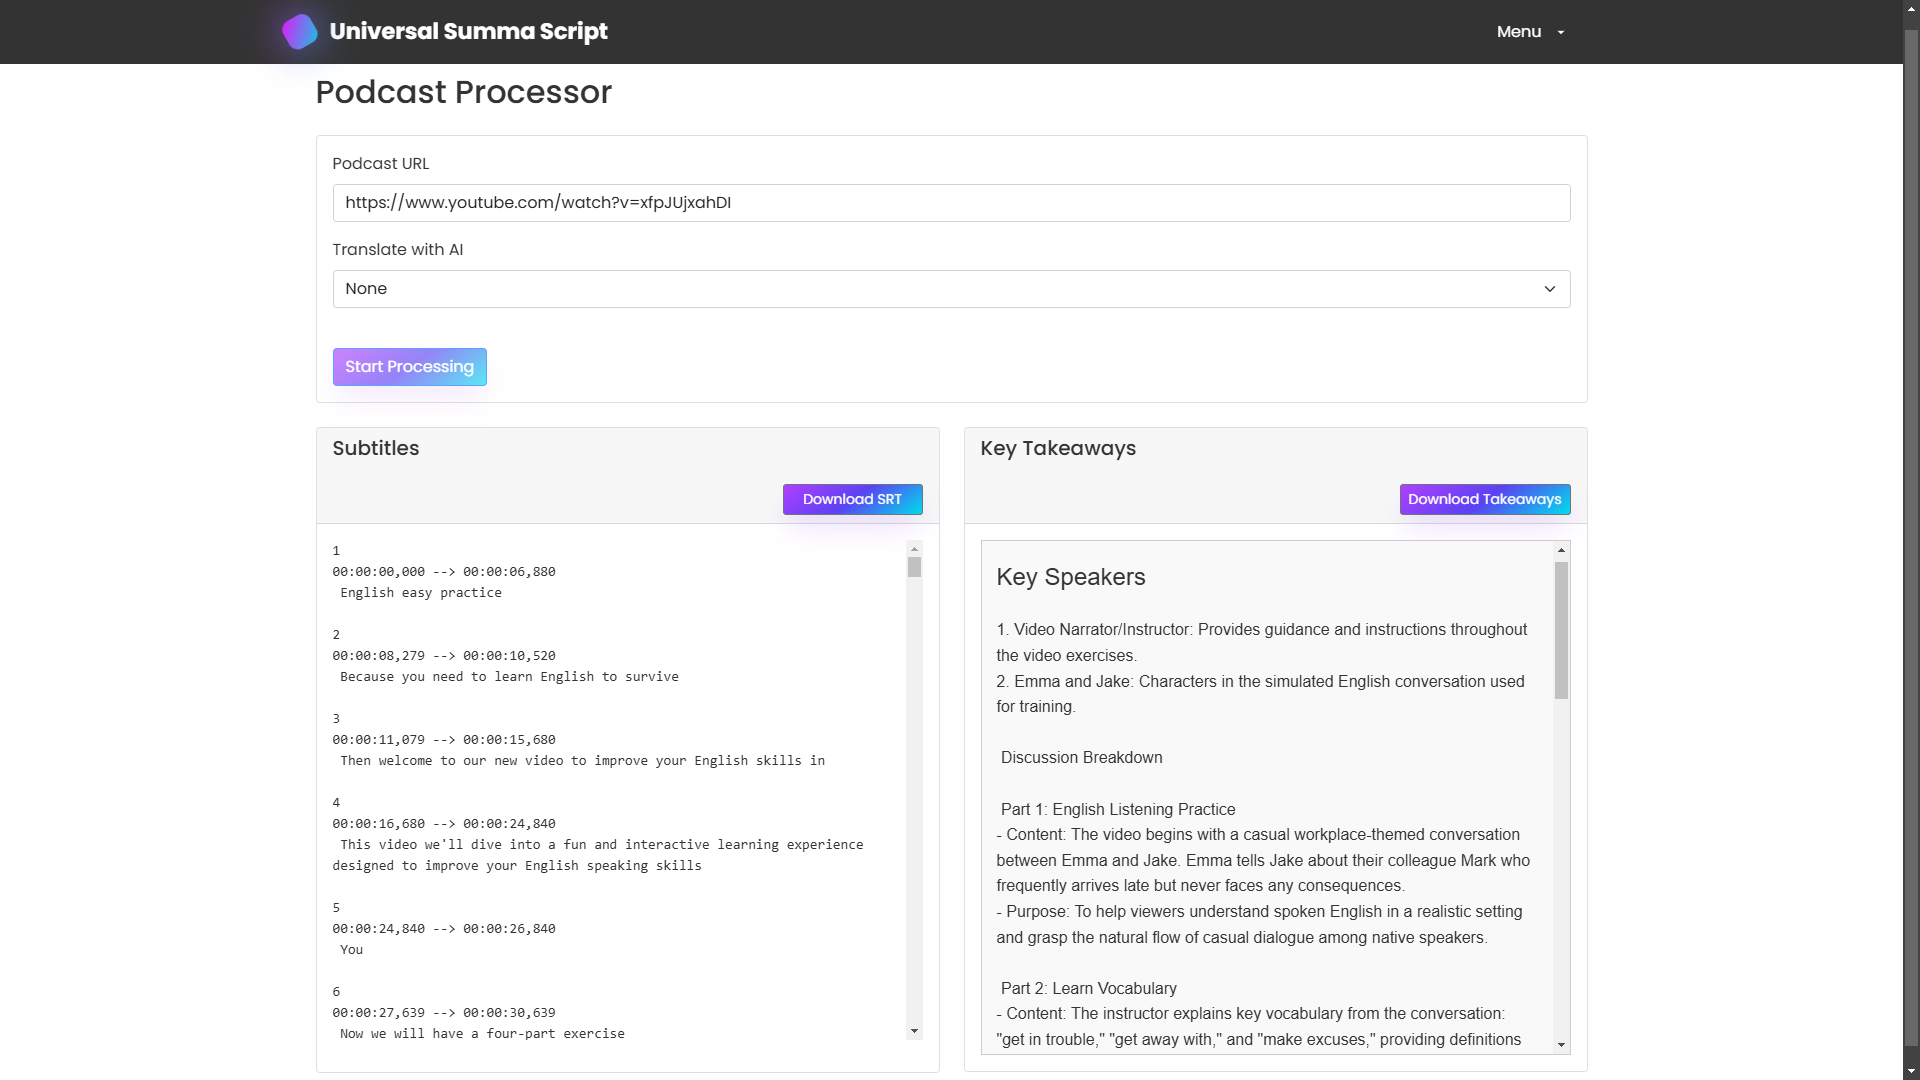 Universal Summa Script
Menu
Podcast Processor
Podcast URL
https://www.youtube.com/watch?v=xfpJUjxahDI
Translate with AI
None
Start Processing
Subtitles
Download SRT
1
00:00:00,000 --> 00:00:06,880
English easy practice
2
00:00:08,279 --> 00:00:10,520
Because you need to learn English to survive
3
00:00:11,079 --> 00:00:15,680
Then welcome to our new video to improve your English skills in
4
00:00:16,680 --> 00:00:24,840
This video we'll dive into a fun and interactive learning experience
designed to improve your English speaking skills
5
00:00:24,840 --> 00:00:26,840
You
6
00:00:27,639 --> 00:00:30,639
Now we will have a four-part exercise
Key Takeaways
Download Takeaways
Key Speakers
1. Video Narrator/Instructor: Provides guidance and instructions throughout
the video exercises.
2. Emma and Jake: Characters in the simulated English conversation used
for training.
Discussion Breakdown
Part 1: English Listening Practice
- Content: The video begins with a casual workplace-themed conversation
between Emma and Jake. Emma tells Jake about their colleague Mark who
frequently arrives late but never faces any consequences.
- Purpose: To help viewers understand spoken English in a realistic setting
and grasp the natural flow of casual dialogue among native speakers.
Part 2: Learn Vocabulary
- Content: The instructor explains key vocabulary from the conversation:
"get in trouble," "get away with," and "make excuses," providing definitions